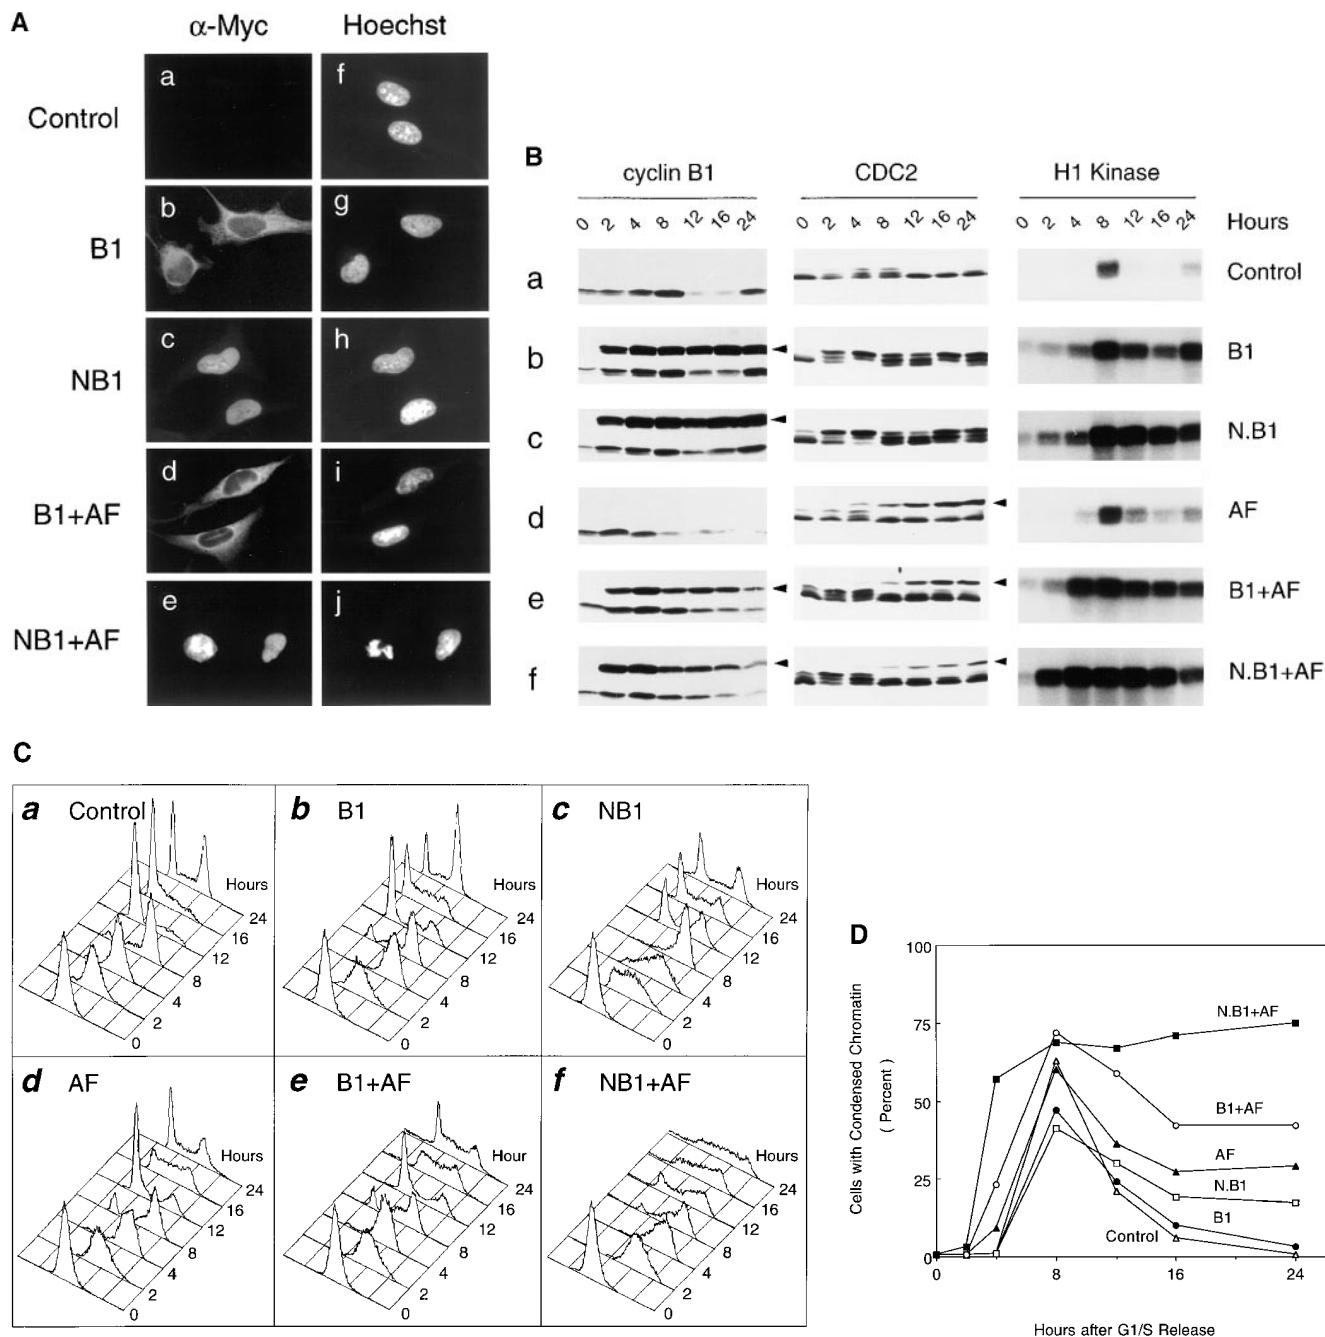 A
α-Myc Hoechst
Control a f
B1 b g
NB1 c h
B1+AF d i
NB1+AF e j
B
cyclin B1 CDC2 H1 Kinase
0 2 4 8 12 16 24 0 2 4 8 12 16 24 0 2 4 8 12 16 24 Hours
a Control
b B1
c N.B1
d AF
e B1+AF
f N.B1+AF
C
a Control
Hours
24
16
12
8
4
2
0
b B1
Hours
24
16
12
8
4
2
0
c NB1
Hours
24
16
12
8
4
2
0
d AF
Hours
24
16
12
8
4
2
0
e B1+AF
Hour
24
16
12
8
4
2
0
f NB1+AF
Hours
24
16
12
8
4
2
0
D
Cells with Condensed Chromatin
( Percent )
100
75
50
25
0
N.B1+AF
B1+AF
AF
N.B1
B1
Control
0 8 16 24
Hours after G1/S Release